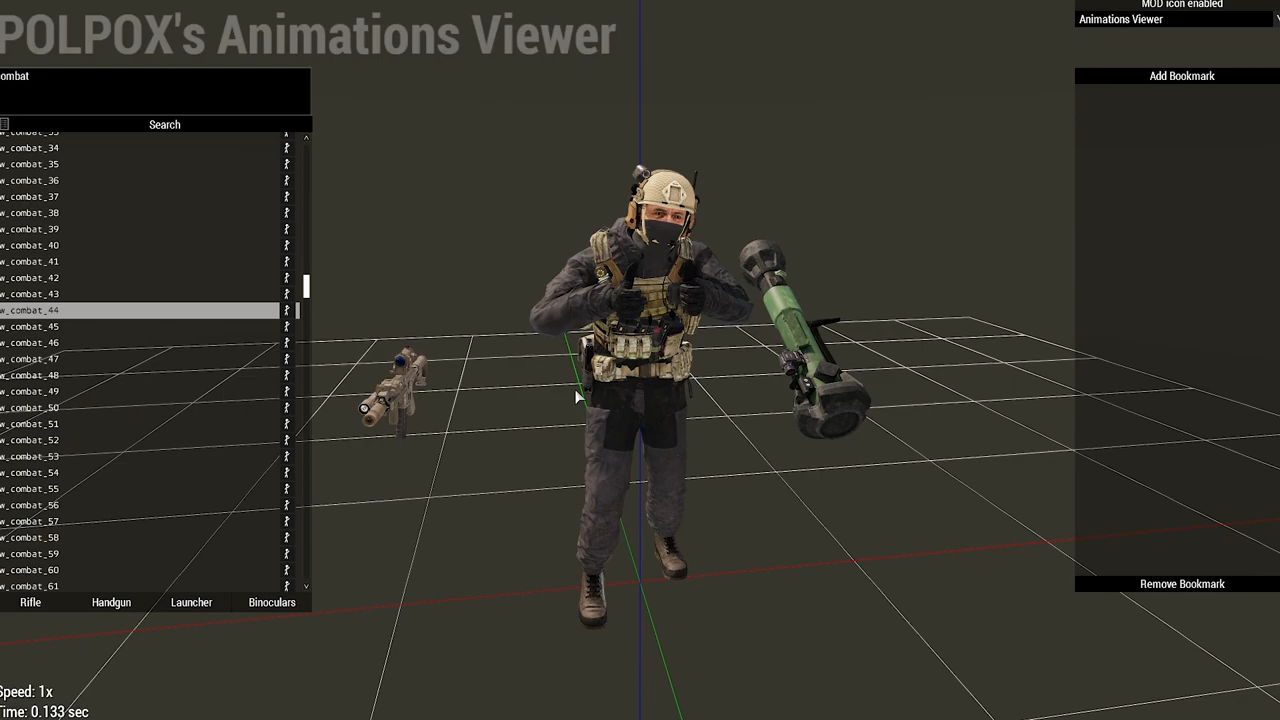 POLPOX's Animations Viewer
MOD icon enabled
Animations Viewer
ombat
Add Bookmark
Search
w_combat_33
w_combat_34
w_combat_35
w_combat_36
w_combat_37
w_combat_38
w_combat_39
w_combat_40
w_combat_41
w_combat_42
w_combat_43
w_combat_44
w_combat_45
w_combat_46
w_combat_47
w_combat_48
w_combat_49
w_combat_50
w_combat_51
w_combat_52
w_combat_53
w_combat_54
w_combat_55
w_combat_56
w_combat_57
w_combat_58
w_combat_59
w_combat_60
w_combat_61
Remove Bookmark
Rifle Handgun Launcher Binoculars
Speed: 1x
Time: 0.133 sec